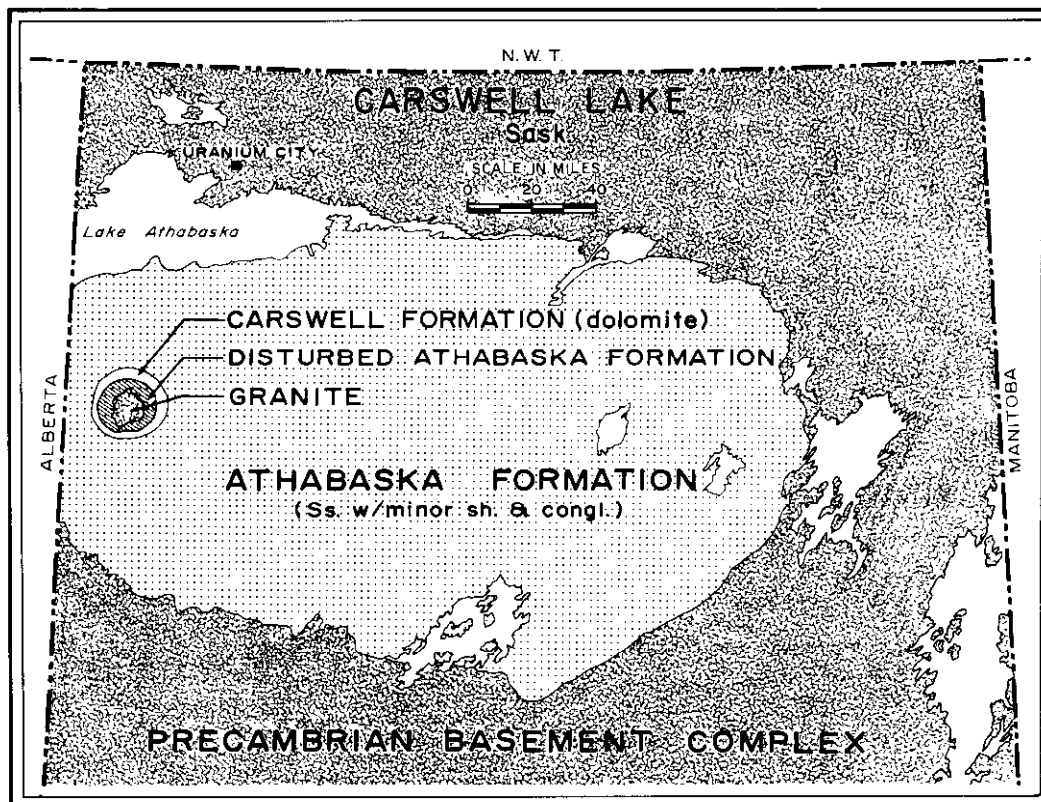 N.W.T.
CARSWELL LAKE
Sask.
URANIUM CITY
SCALE IN MILES
0 20 40
Lake Athabaska
CARSWELL FORMATION (dolomite)
DISTURBED ATHABASKA FORMATION
GRANITE
ALBERTA
MANITOBA
ATHABASKA FORMATION
(Ss. w/minor sh. & congl.)
PRECAMBRIAN BASEMENT COMPLEX